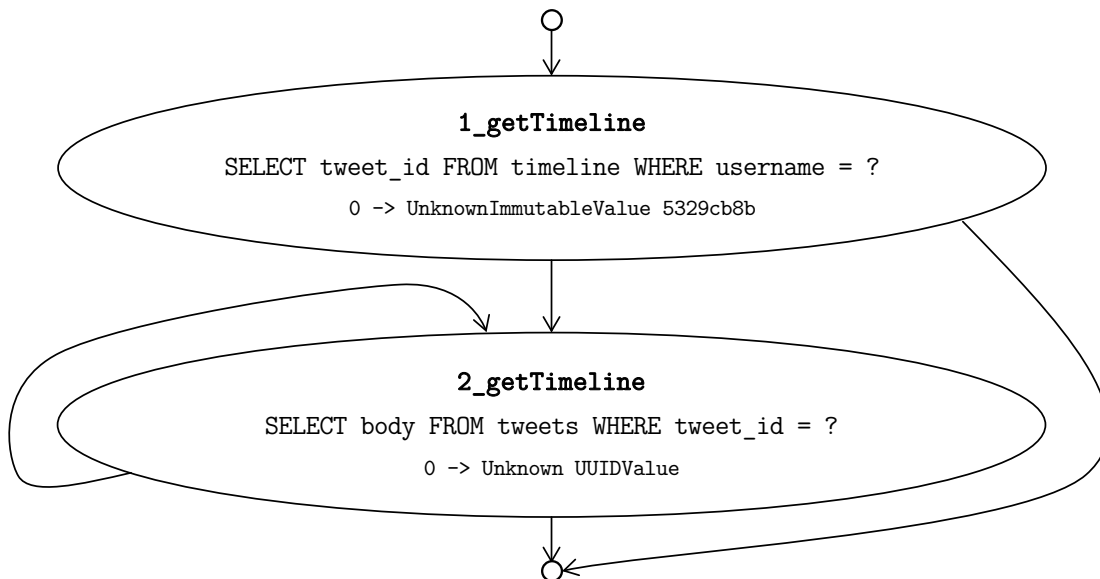 1_getTimeline
SELECT tweet_id FROM timeline WHERE username = ?
0 -> UnknownImmutableValue 5329cb8b
2_getTimeline
SELECT body FROM tweets WHERE tweet_id = ?
0 -> Unknown UUIDValue